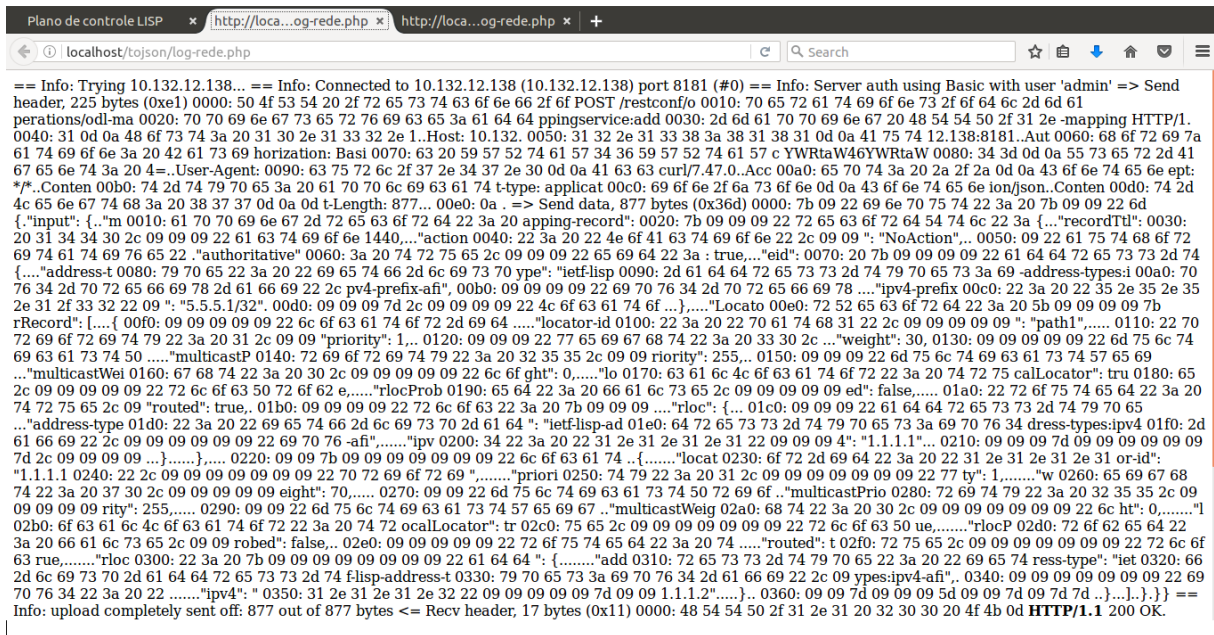 Plano de controle LISP × http://loca...og-rede.php × http://loca...og-rede.php × +
localhost/tojson/log-rede.php Search
== Info: Trying 10.132.12.138... == Info: Connected to 10.132.12.138 (10.132.12.138) port 8181 (#0) == Info: Server auth using Basic with user 'admin' => Send
header, 225 bytes (0xe1) 0000: 50 4f 53 54 20 2f 72 65 73 74 63 6f 6e 66 2f 6f POST /restconf/o 0010: 70 65 72 61 74 69 6f 6e 73 2f 6f 64 6c 2d 6d 61
perations/odl-ma 0020: 70 70 69 6e 67 73 65 72 76 69 63 65 3a 61 64 64 ppingservice:add 0030: 2d 6d 61 70 70 69 6e 67 20 48 54 54 50 2f 31 2e -mapping HTTP/1.
0040: 31 0d 0a 48 6f 73 74 3a 20 31 30 2e 31 33 32 2e 1..Host: 10.132. 0050: 31 32 2e 31 33 38 3a 38 31 38 31 0d 0a 41 75 74 12.138:8181..Aut 0060: 68 6f 72 69 7a
61 74 69 6f 6e 3a 20 42 61 73 69 horization: Basi 0070: 63 20 59 57 52 74 61 57 34 36 59 57 52 74 61 57 c YWRtaW46YWRtaW 0080: 34 3d 0d 0a 55 73 65 72 2d 41
67 65 6e 74 3a 20 4=..User-Agent: 0090: 63 75 72 6c 2f 37 2e 34 37 2e 30 0d 0a 41 63 63 curl/7.47.0..Acc 00a0: 65 70 74 3a 20 2a 2f 2a 0d 0a 43 6f 6e 74 65 6e ept:
*/*..Conten 00b0: 74 2d 74 79 70 65 3a 20 61 70 70 6c 69 63 61 74 t-type: applicat 00c0: 69 6f 6e 2f 6a 73 6f 6e 0d 0a 43 6f 6e 74 65 6e ion/json..Conten 00d0: 74 2d
4c 65 6e 67 74 68 3a 20 38 37 37 0d 0a 0d t-Length: 877... 00e0: 0a . => Send data, 877 bytes (0x36d) 0000: 7b 09 09 22 69 6e 70 75 74 22 3a 20 7b 09 09 22 6d
{."input": {.."m 0010: 61 70 70 69 6e 67 2d 72 65 63 6f 72 64 22 3a 20 apping-record": 0020: 7b 09 09 09 22 72 65 63 6f 72 64 54 74 6c 22 3a {..."recordTtl": 0030:
20 31 34 34 30 2c 09 09 09 22 61 63 74 69 6f 6e 1440,..."action 0040: 22 3a 20 22 4e 6f 41 63 74 69 6f 6e 22 2c 09 09 ": "NoAction",.. 0050: 09 22 61 75 74 68 6f 72
69 74 61 74 69 76 65 22 ."authoritative" 0060: 3a 20 74 72 75 65 2c 09 09 09 22 65 69 64 22 3a : true,..."eid": 0070: 20 7b 09 09 09 09 22 61 64 64 72 65 73 73 2d 74
{...."address-t 0080: 79 70 65 22 3a 20 22 69 65 74 66 2d 6c 69 73 70 ype": "ietf-lisp 0090: 2d 61 64 64 72 65 73 73 2d 74 79 70 65 73 3a 69 -address-types:i 00a0: 70
76 34 2d 70 72 65 66 69 78 2d 61 66 69 22 2c pv4-prefix-afi", 00b0: 09 09 09 09 22 69 70 76 34 2d 70 72 65 66 69 78 ...."ipv4-prefix 00c0: 22 3a 20 22 35 2e 35 2e 35
2e 31 2f 33 32 22 09 ": "5.5.5.1/32". 00d0: 09 09 09 7d 2c 09 09 09 09 22 4c 6f 63 61 74 6f ...},...."Locato 00e0: 72 52 65 63 6f 72 64 22 3a 20 5b 09 09 09 09 7b
rRecord": [....{ 00f0: 09 09 09 09 09 22 6c 6f 63 61 74 6f 72 2d 69 64 ....."locator-id 0100: 22 3a 20 22 70 61 74 68 31 22 2c 09 09 09 09 09 ": "path1",..... 0110: 22 70
72 69 6f 72 69 74 79 22 3a 20 31 2c 09 09 "priority": 1,.. 0120: 09 09 09 22 77 65 69 67 68 74 22 3a 20 33 30 2c ..."weight": 30, 0130: 09 09 09 09 09 22 6d 75 6c 74
69 63 61 73 74 50 ....."multicastP 0140: 72 69 6f 72 69 74 79 22 3a 20 32 35 35 2c 09 09 riority": 255,.. 0150: 09 09 09 22 6d 75 6c 74 69 63 61 73 74 57 65 69
..."multicastWei 0160: 67 68 74 22 3a 20 30 2c 09 09 09 09 09 22 6c 6f ght": 0,....."lo 0170: 63 61 6c 4c 6f 63 61 74 6f 72 22 3a 20 74 72 75 calLocator": tru 0180: 65
2c 09 09 09 09 09 22 72 6c 6f 63 50 72 6f 62 e,....."rlocProb 0190: 65 64 22 3a 20 66 61 6c 73 65 2c 09 09 09 09 09 ed": false,..... 01a0: 22 72 6f 75 74 65 64 22 3a 20
74 72 75 65 2c 09 "routed": true,. 01b0: 09 09 09 09 22 72 6c 6f 63 22 3a 20 7b 09 09 09 ...."rloc": {... 01c0: 09 09 09 22 61 64 64 72 65 73 73 2d 74 79 70 65
..."address-type 01d0: 22 3a 20 22 69 65 74 66 2d 6c 69 73 70 2d 61 64 ": "ietf-lisp-ad 01e0: 64 72 65 73 73 2d 74 79 70 65 73 3a 69 70 76 34 dress-types:ipv4 01f0: 2d
61 66 69 22 2c 09 09 09 09 09 09 22 69 70 76 -afi",......"ipv 0200: 34 22 3a 20 22 31 2e 31 2e 31 2e 31 22 09 09 09 4": "1.1.1.1"... 0210: 09 09 09 7d 09 09 09 09 09 09
7d 2c 09 09 09 09 ...}......},.... 0220: 09 09 7b 09 09 09 09 09 09 09 22 6c 6f 63 61 74 ..{......."locat 0230: 6f 72 2d 69 64 22 3a 20 22 31 2e 31 2e 31 2e 31 or-id":
"1.1.1.1 0240: 22 2c 09 09 09 09 09 09 09 22 70 72 69 6f 72 69 ",......."priori 0250: 74 79 22 3a 20 31 2c 09 09 09 09 09 09 09 22 77 ty": 1,......."w 0260: 65 69 67 68
74 22 3a 20 37 30 2c 09 09 09 09 09 eight": 70,..... 0270: 09 09 22 6d 75 6c 74 69 63 61 73 74 50 72 69 6f .."multicastPrio 0280: 72 69 74 79 22 3a 20 32 35 35 2c 09
09 09 09 09 rity": 255,..... 0290: 09 09 22 6d 75 6c 74 69 63 61 73 74 57 65 69 67 .."multicastWeig 02a0: 68 74 22 3a 20 30 2c 09 09 09 09 09 09 09 22 6c ht": 0,......."l
02b0: 6f 63 61 6c 4c 6f 63 61 74 6f 72 22 3a 20 74 72 ocalLocator": tr 02c0: 75 65 2c 09 09 09 09 09 09 09 22 72 6c 6f 63 50 ue,......."rlocP 02d0: 72 6f 62 65 64 22
3a 20 66 61 6c 73 65 2c 09 09 robed": false,.. 02e0: 09 09 09 09 09 22 72 6f 75 74 65 64 22 3a 20 74 ....."routed": t 02f0: 72 75 65 2c 09 09 09 09 09 09 09 22 72 6c 6f
63 rue,......."rloc 0300: 22 3a 20 7b 09 09 09 09 09 09 09 09 22 61 64 64 ": {........"add 0310: 72 65 73 73 2d 74 79 70 65 22 3a 20 22 69 65 74 ress-type": "iet 0320: 66
2d 6c 69 73 70 2d 61 64 64 72 65 73 73 2d 74 f-lisp-address-t 0330: 79 70 65 73 3a 69 70 76 34 2d 61 66 69 22 2c 09 ypes:ipv4-afi",. 0340: 09 09 09 09 09 09 09 22 69
70 76 34 22 3a 20 22 ......."ipv4": " 0350: 31 2e 31 2e 31 2e 32 22 09 09 09 09 09 7d 09 09 1.1.1.2".....}.. 0360: 09 09 7d 09 09 09 5d 09 09 7d 09 7d 7d ..}...]..}.}} ==
Info: upload completely sent off: 877 out of 877 bytes <= Recv header, 17 bytes (0x11) 0000: 48 54 54 50 2f 31 2e 31 20 32 30 30 20 4f 4b 0d HTTP/1.1 200 OK.